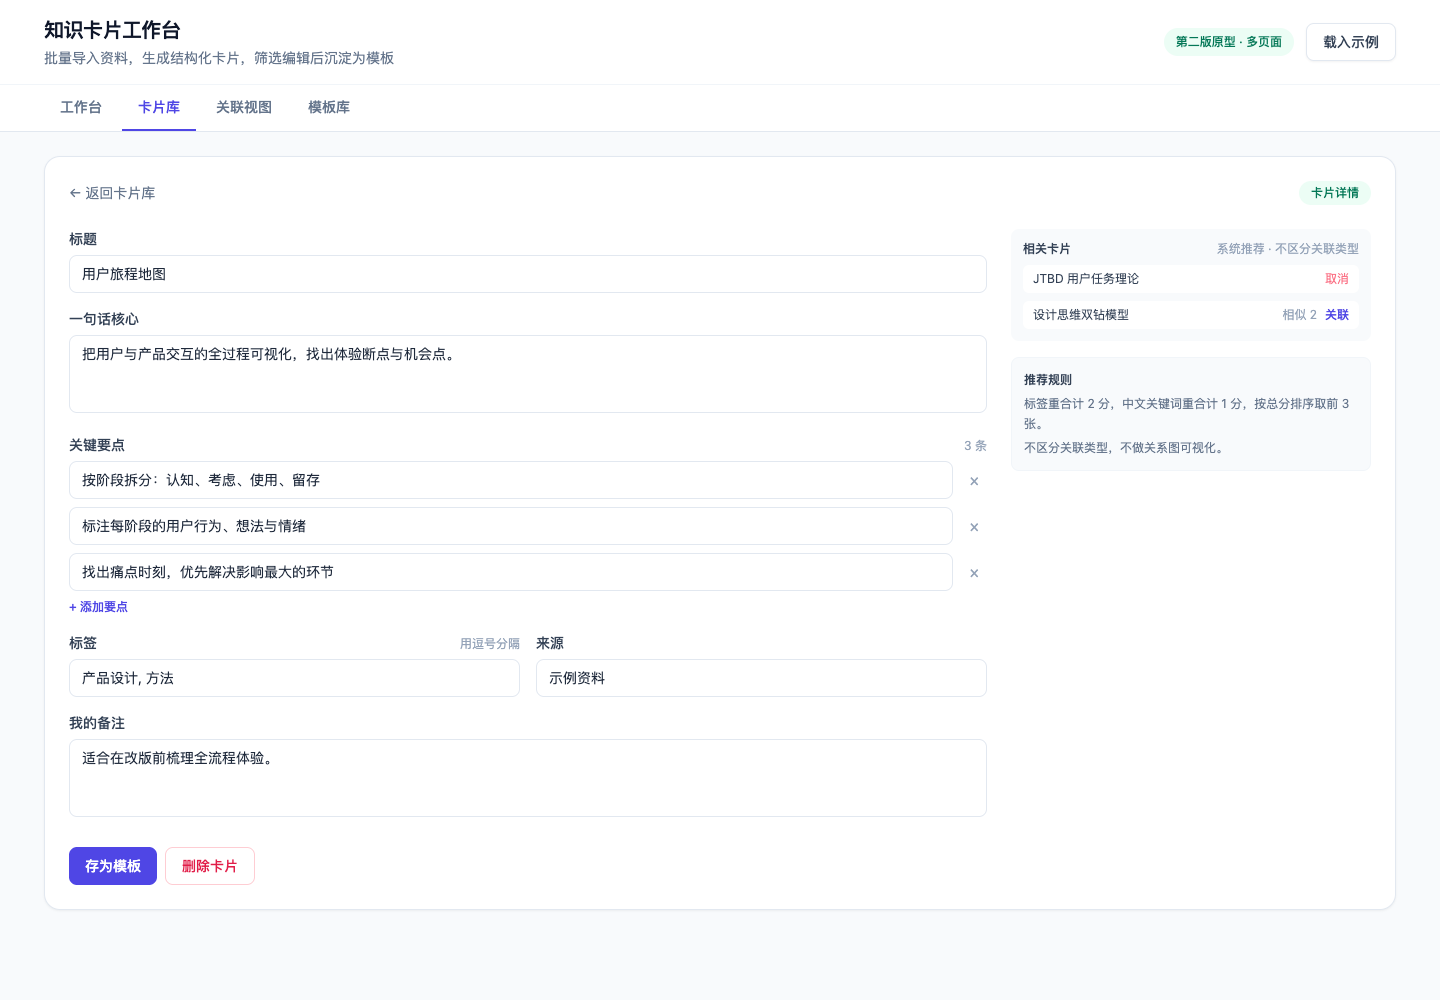 知识卡片工作台
批量导入资料，生成结构化卡片，筛选编辑后沉淀为模板
第二版原型 · 多页面
载入示例
工作台
卡片库
关联视图
模板库
← 返回卡片库
卡片详情
标题
用户旅程地图
一句话核心
把用户与产品交互的全过程可视化，找出体验断点与机会点。
关键要点
3 条
按阶段拆分：认知、考虑、使用、留存
×
标注每阶段的用户行为、想法与情绪
×
找出痛点时刻，优先解决影响最大的环节
×
+ 添加要点
标签
用逗号分隔
产品设计, 方法
来源
示例资料
我的备注
适合在改版前梳理全流程体验。
存为模板
删除卡片
相关卡片
系统推荐 · 不区分关联类型
JTBD 用户任务理论
取消
设计思维双钻模型
相似 2
关联
推荐规则
标签重合计 2 分，中文关键词重合计 1 分，按总分排序取前 3
张。
不区分关联类型，不做关系图可视化。